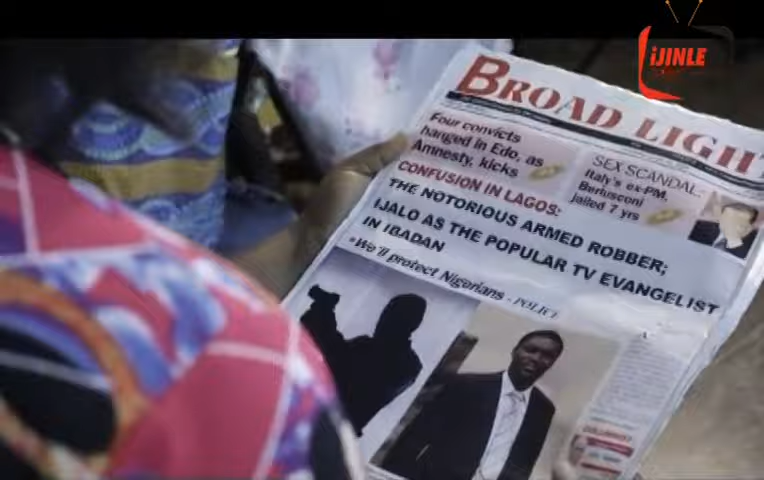 iJINLE
BROAD LIGHT
Four convicts
hanged in Edo, as
Amnesty, kicks
SEX SCANDAL:
Italy's ex-PM,
Berlusconi
jailed 7 yrs
CONFUSION IN LAGOS:
THE NOTORIOUS ARMED ROBBER;
IJALO AS THE POPULAR TV EVANGELIST
IN IBADAN
*We'll protect Nigerians - POLICE